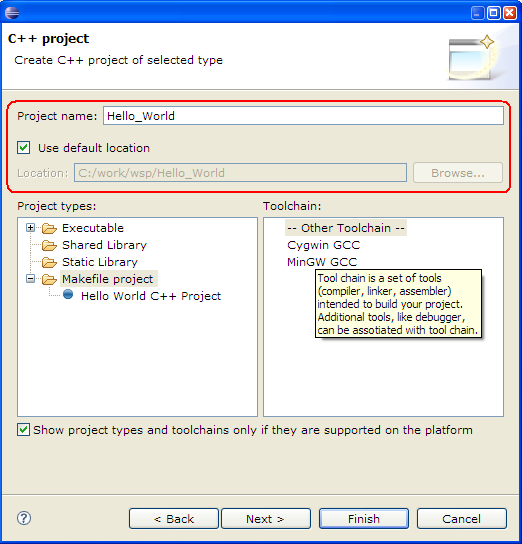 C++ project
Create C++ project of selected type
Project name: Hello_World
Use default location
Location: C:/work/wsp/Hello_World Browse...
Project types: Toolchain:
Executable -- Other Toolchain --
Shared Library Cygwin GCC
Static Library MinGW GCC
Makefile project
Hello World C++ Project
Tool chain is a set of tools
(compiler, linker, assembler)
intended to build your project.
Additional tools, like debugger,
can be assotiated with tool chain.
Show project types and toolchains only if they are supported on the platform
< Back Next > Finish Cancel